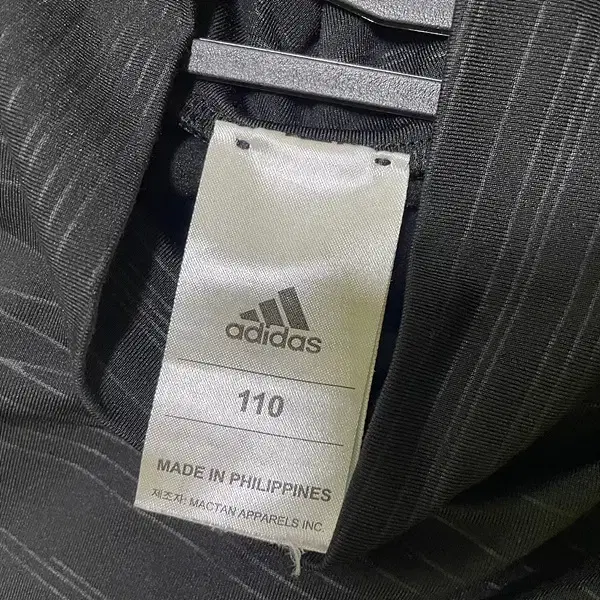 adidas
110
MADE IN PHILIPPINES
제조자: MACTAN APPARELS INC